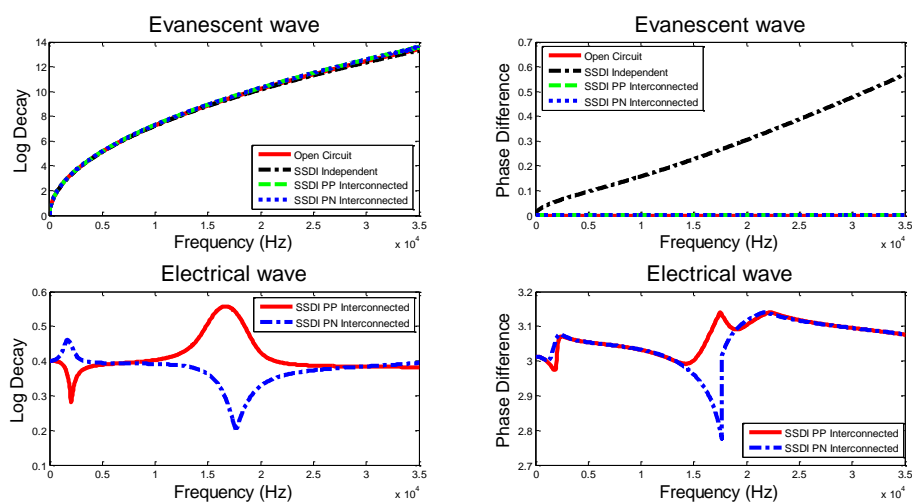 Evanescent wave
14
12
10
8
6
4
2
0
Log Decay
Open Circuit
SSDI Independent
SSDI PP Interconnected
SSDI PN Interconnected
0 0.5 1 1.5 2 2.5 3 3.5
Frequency (Hz)
x 10^4
Evanescent wave
0.7
0.6
0.5
0.4
0.3
0.2
0.1
0
Phase Difference
Open Circuit
SSDI Independent
SSDI PP Interconnected
SSDI PN Interconnected
0 0.5 1 1.5 2 2.5 3 3.5
Frequency (Hz)
x 10^4
Electrical wave
0.6
0.5
0.4
0.3
0.2
0.1
Log Decay
SSDI PP Interconnected
SSDI PN Interconnected
0 0.5 1 1.5 2 2.5 3 3.5
Frequency (Hz)
x 10^4
Electrical wave
3.2
3.1
3
2.9
2.8
2.7
Phase Difference
SSDI PP Interconnected
SSDI PN Interconnected
0 0.5 1 1.5 2 2.5 3 3.5
Frequency (Hz)
x 10^4